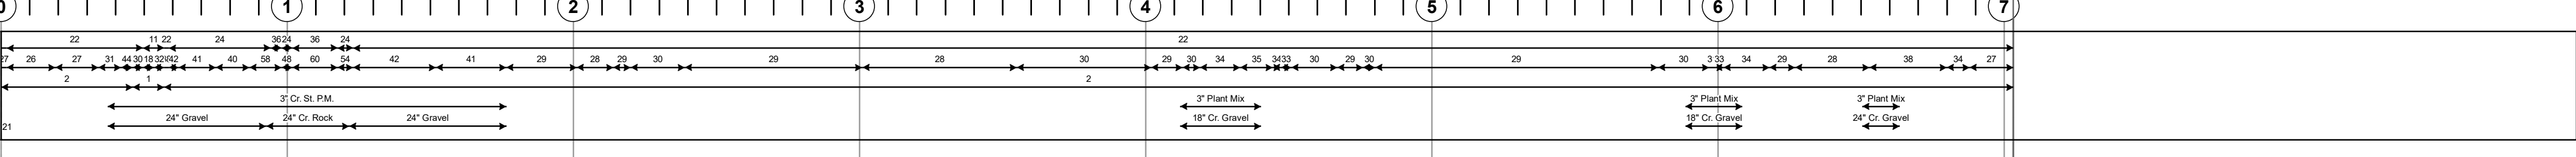 0 1 2 3 4 5 6 7
22 11 22 24 36 24 36 24 22
27 26 27 31 44 30 18 32 42 41 40 58 48 60 54 42 41 29 28 29 30 29 28 30 29 30 34 35 34 33 30 29 30 29 30 3 33 34 29 28 38 34 27
2 1 2
3" Cr. St. P.M. 3" Plant Mix 3" Plant Mix 3" Plant Mix
24" Gravel 24" Cr. Rock 24" Gravel 18" Cr. Gravel 18" Cr. Gravel 24" Cr. Gravel
21